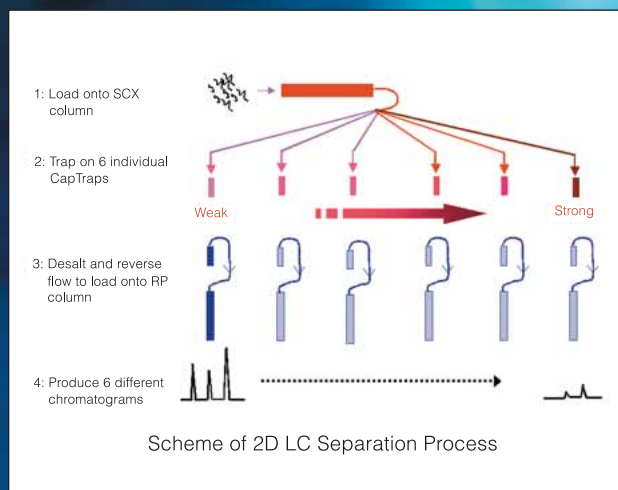 1: Load onto SCX
column
2: Trap on 6 individual
CapTraps
Weak
Strong
3: Desalt and reverse
flow to load onto RP
column
4: Produce 6 different
chromatograms
Scheme of 2D LC Separation Process